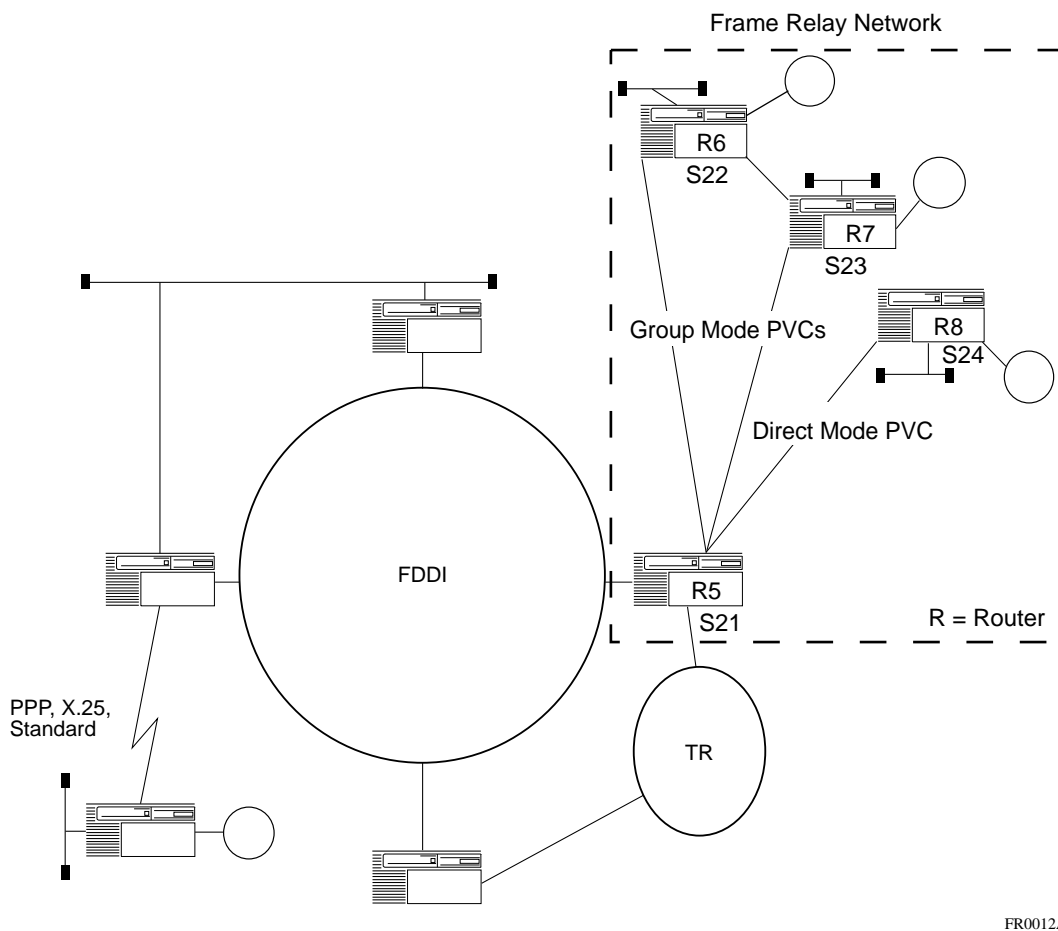 Frame Relay Network
R6
S22
R7
S23
R8
S24
Group Mode PVCs
Direct Mode PVC
FDDI
R5
S21
R = Router
PPP, X.25,
Standard
TR
FR0012.